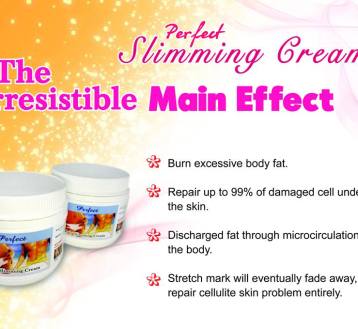 Perfect
Slimming Cream
The
rresistible Main Effect
Burn excessive body fat.
Repair up to 99% of damaged cell unde
the skin.
Discharged fat through microcirculation
the body.
Stretch mark will eventually fade away,
repair cellulite skin problem entirely.
Perfect
Perfect
Slimming Cream